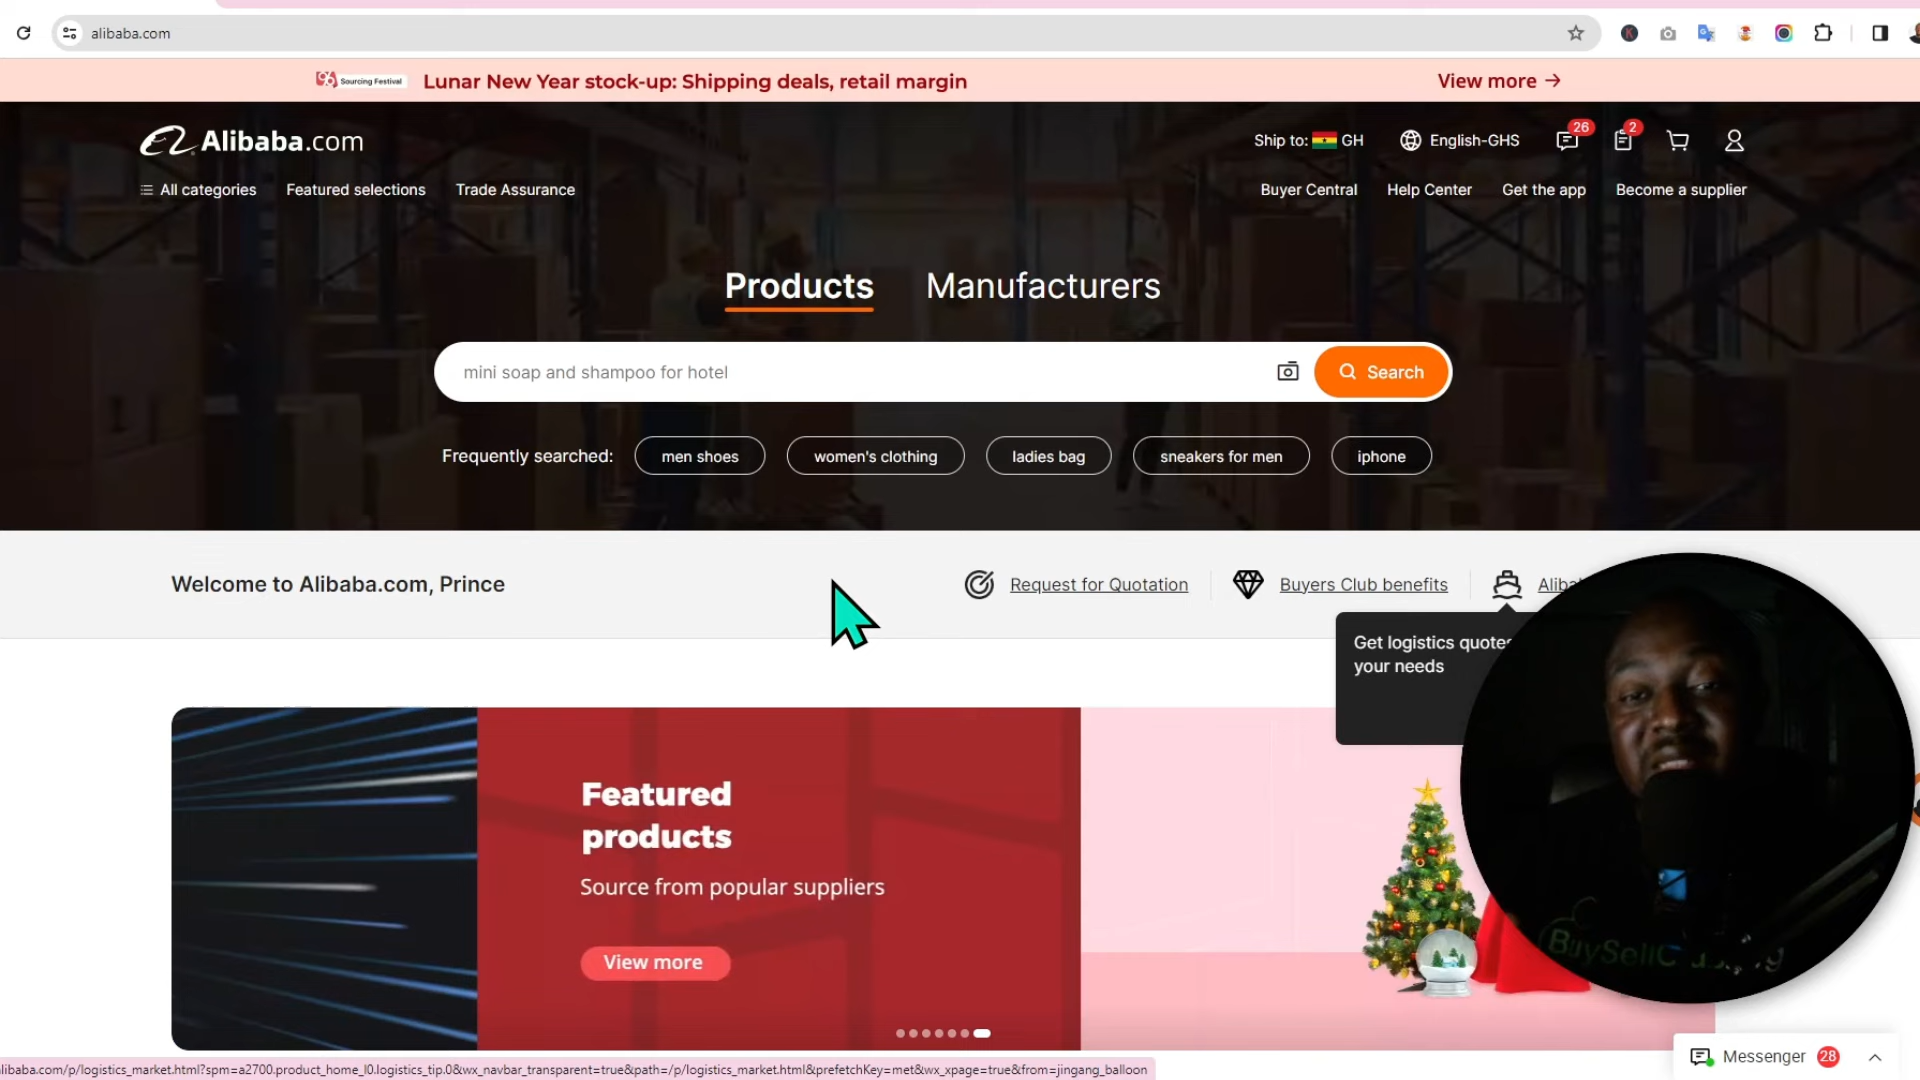 alibaba.com
Sourcing Festival
Lunar New Year stock-up: Shipping deals, retail margin
View more →
Alibaba.com
Ship to: GH
English-GHS
26
2
All categories
Featured selections
Trade Assurance
Buyer Central
Help Center
Get the app
Become a supplier
Products
Manufacturers
mini soap and shampoo for hotel
Search
Frequently searched:
men shoes
women's clothing
ladies bag
sneakers for men
iphone
Welcome to Alibaba.com, Prince
Request for Quotation
Buyers Club benefits
Get logistics quotes
your needs
Featured
products
Source from popular suppliers
View more
Messenger 28
libaba.com/p/logistics_market.html?spm=a2700.product_home_l0.logistics_tip.0&wx_navbar_transparent=true&path=/p/logistics_market.html&prefetchKey=met&wx_xpage=true&from=jingang_balloon